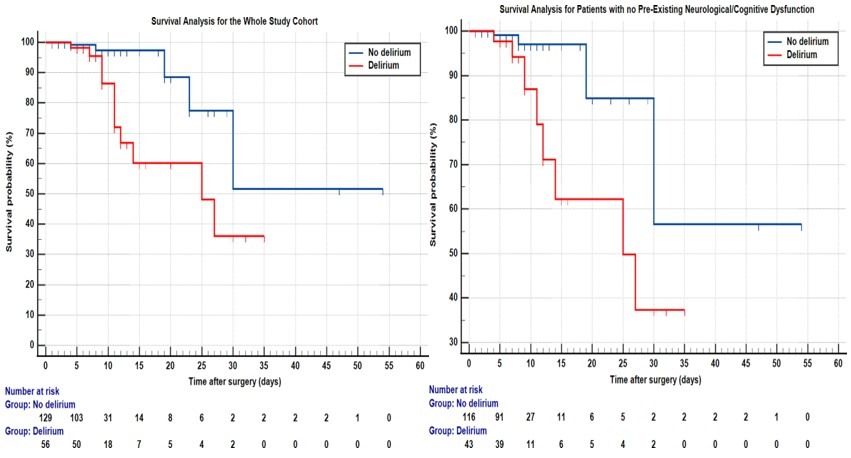 Survival Analysis for the Whole Study Cohort
No delirium
Delirium
Survival probability (%)
100
90
80
70
60
50
40
30
20
10
0
0 5 10 15 20 25 30 35 40 45 50 55 60
Time after surgery (days)
Number at risk
Group: No delirium
129 103 31 14 8 6 2 2 2 2 1 0
Group: Delirium
56 50 18 7 5 4 2 0 0 0 0 0
Survival Analysis for Patients with no Pre-Existing Neurological/Cognitive Dysfunction
No delirium
Delirium
Survival probability (%)
100
90
80
70
60
50
40
30
0 5 10 15 20 25 30 35 40 45 50 55 60
Time after surgery (days)
Number at risk
Group: No delirium
116 91 27 11 6 5 2 2 2 2 1 0
Group: Delirium
43 39 11 6 5 4 2 0 0 0 0 0